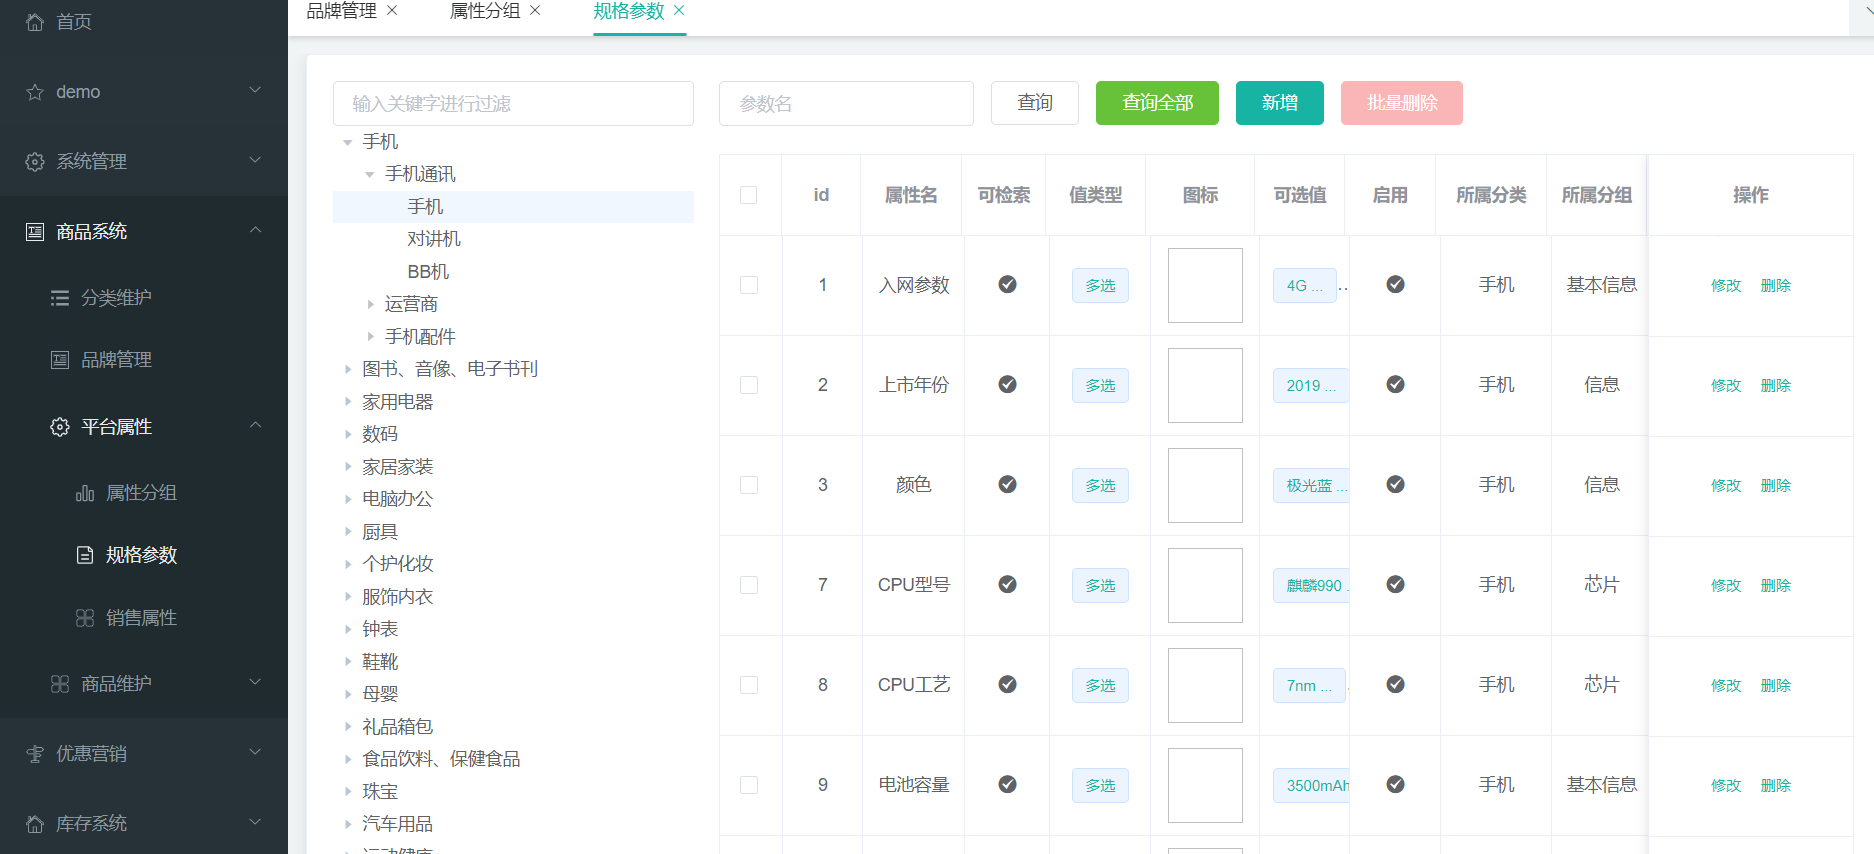 首页
demo
系统管理
商品系统
分类维护
品牌管理
平台属性
属性分组
规格参数
销售属性
商品维护
优惠营销
库存系统
品牌管理 属性分组 规格参数
输入关键字进行过滤
手机
手机通讯
手机
对讲机
BB机
运营商
手机配件
图书、音像、电子书刊
家用电器
数码
家居家装
电脑办公
厨具
个护化妆
服饰内衣
钟表
鞋靴
母婴
礼品箱包
食品饮料、保健食品
珠宝
汽车用品
运动健康
参数名 查询 查询全部 新增 批量删除
id 属性名 可检索 值类型 图标 可选值 启用 所属分类 所属分组 操作
1 入网参数 多选 4G ... 手机 基本信息 修改 删除
2 上市年份 多选 2019 ... 手机 信息 修改 删除
3 颜色 多选 极光蓝 ... 手机 信息 修改 删除
7 CPU型号 多选 麒麟990 . 手机 芯片 修改 删除
8 CPU工艺 多选 7nm ... 手机 芯片 修改 删除
9 电池容量 多选 3500mAh 手机 基本信息 修改 删除